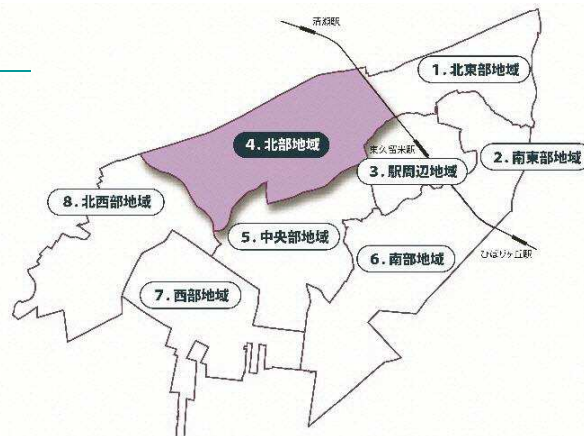 清瀬駅
1.北東部地域
4.北部地域
東久留米駅
2.南東部地域
3.駅周辺地域
8.北西部地域
5.中央部地域
6.南部地域
ひばりヶ丘駅
7.西部地域